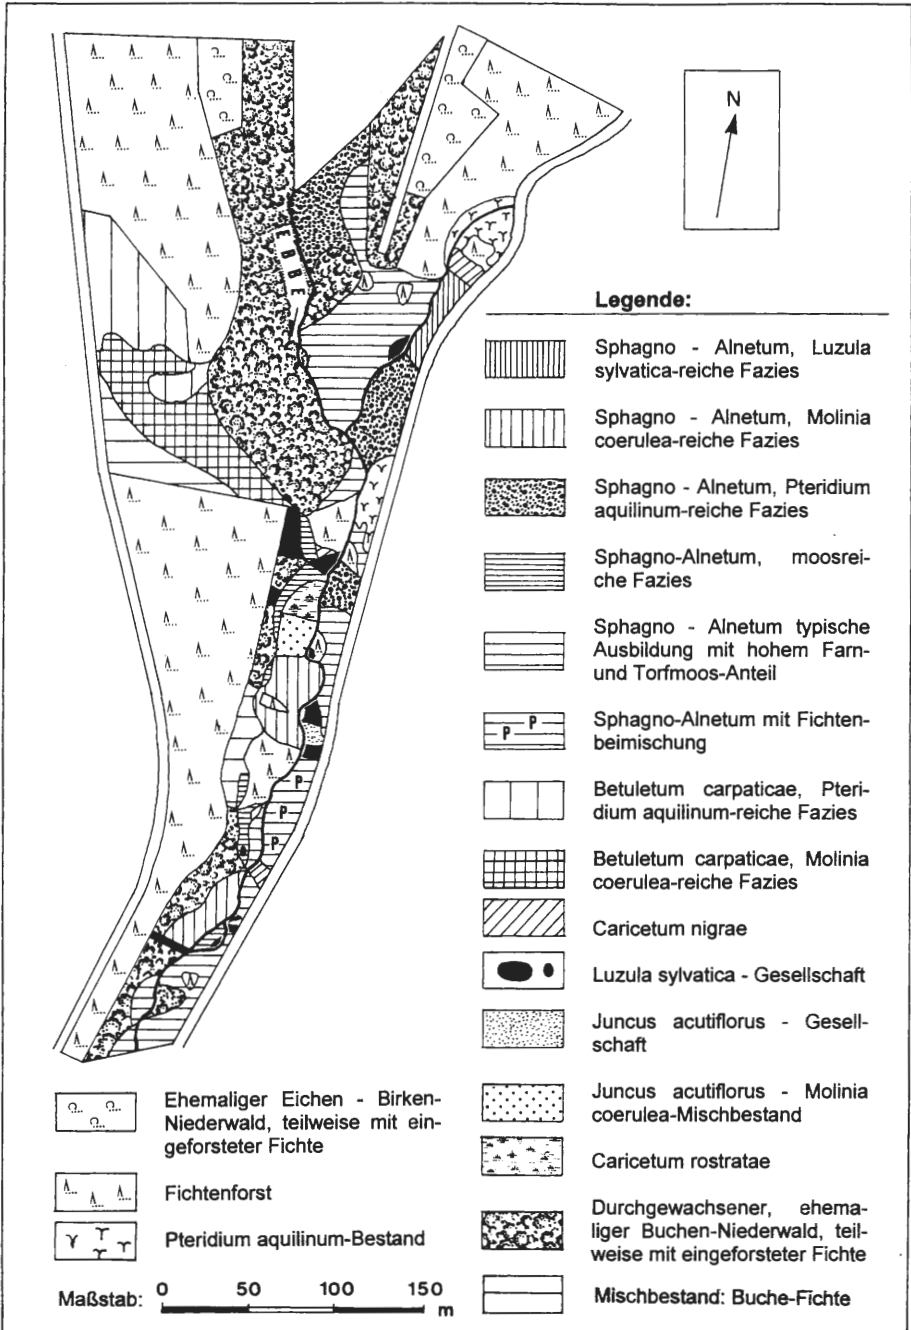 N
EBBE
P
P
P
Legende:
Sphagno - Alnetum, Luzula
sylvatica-reiche Fazies
Sphagno - Alnetum, Molinia
coerulea-reiche Fazies
Sphagno - Alnetum, Pteridium
aquilinum-reiche Fazies
Sphagno-Alnetum, moosrei-
che Fazies
Sphagno - Alnetum typische
Ausbildung mit hohem Farn-
und Torfmoos-Anteil
P P
Sphagno-Alnetum mit Fichten-
beimischung
Betuletum carpaticae, Pteri-
dium aquilinum-reiche Fazies
Betuletum carpaticae, Molinia
coerulea-reiche Fazies
Caricetum nigrae
Luzula sylvatica - Gesellschaft
Juncus acutiflorus - Gesell-
schaft
Juncus acutiflorus - Molinia
coerulea-Mischbestand
Caricetum rostratae
Durchgewachsener, ehema-
liger Buchen-Niederwald, teil-
weise mit eingeforsteter Fichte
Mischbestand: Buche-Fichte
Ehemaliger Eichen - Birken-
Niederwald, teilweise mit ein-
geforsteter Fichte
Fichtenforst
Pteridium aquilinum-Bestand
Maßstab: 0 50 100 150
m